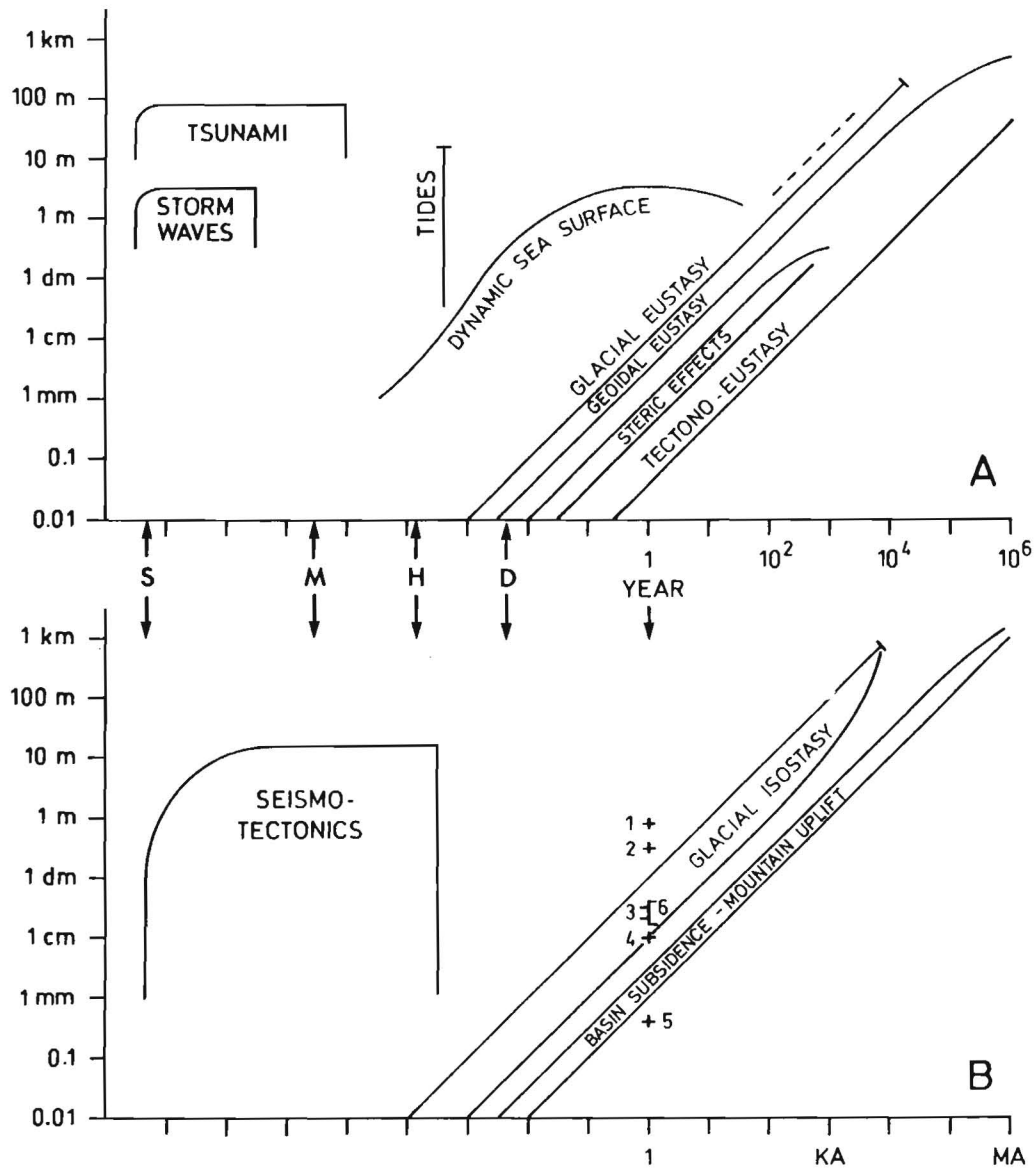 1 km
100 m
10 m
1 m
1 dm
1 cm
1 mm
0.1
0.01
TSUNAMI
STORM
WAVES
TIDES
DYNAMIC SEA SURFACE
GLACIAL EUSTASY
GEOIDAL EUSTASY
STERIC EFFECTS
TECTONO-EUSTASY
A
S
M
H
D
1
YEAR
10²
10⁴
10⁶
1 km
100 m
10 m
1 m
1 dm
1 cm
1 mm
0.1
0.01
SEISMO-
TECTONICS
GLACIAL ISOSTASY
BASIN SUBSIDENCE - MOUNTAIN UPLIFT
1
2
3
6
4
5
B
1
KA
MA